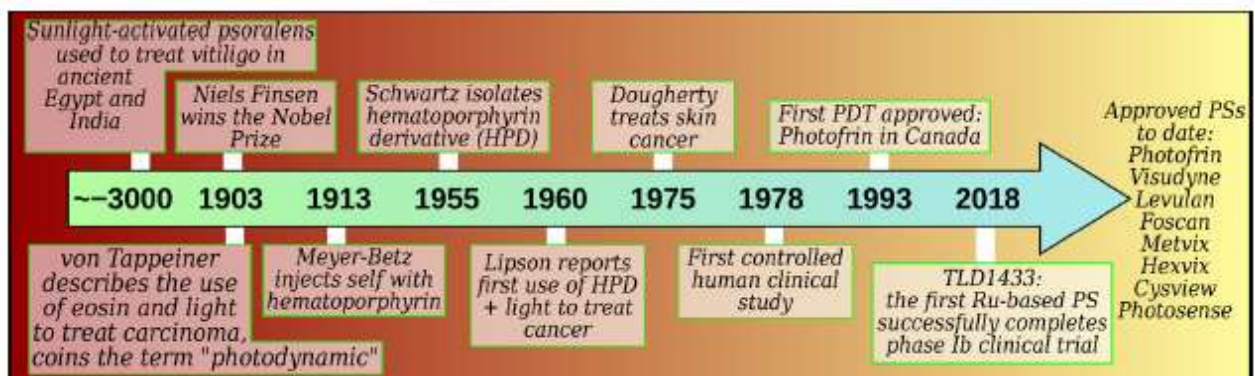 Sunlight-activated psoralens
used to treat vitiligo in
ancient
Egypt and
India
Niels Finsen
wins the Nobel
Prize
Schwartz isolates
hematoporphyrin
derivative (HPD)
Dougherty
treats skin
cancer
First PDT approved:
Photofrin in Canada
~−3000 1903 1913 1955 1960 1975 1978 1993 2018
von Tappeiner
describes the use
of eosin and light
to treat carcinoma,
coins the term "photodynamic"
Meyer-Betz
injects self with
hematoporphyrin
Lipson reports
first use of HPD
+ light to treat
cancer
First controlled
human clinical
study
TLD1433:
the first Ru-based PS
successfully completes
phase Ib clinical trial
Approved PSs
to date:
Photofrin
Visudyne
Levulan
Foscan
Metvix
Hexvix
Cysview
Photosense